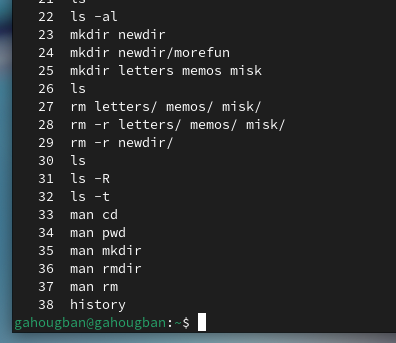 21 ls
22 ls -al
23 mkdir newdir
24 mkdir newdir/morefun
25 mkdir letters memos misk
26 ls
27 rm letters/ memos/ misk/
28 rm -r letters/ memos/ misk/
29 rm -r newdir/
30 ls
31 ls -R
32 ls -t
33 man cd
34 man pwd
35 man mkdir
36 man rmdir
37 man rm
38 history
gahougban@gahougban:~$